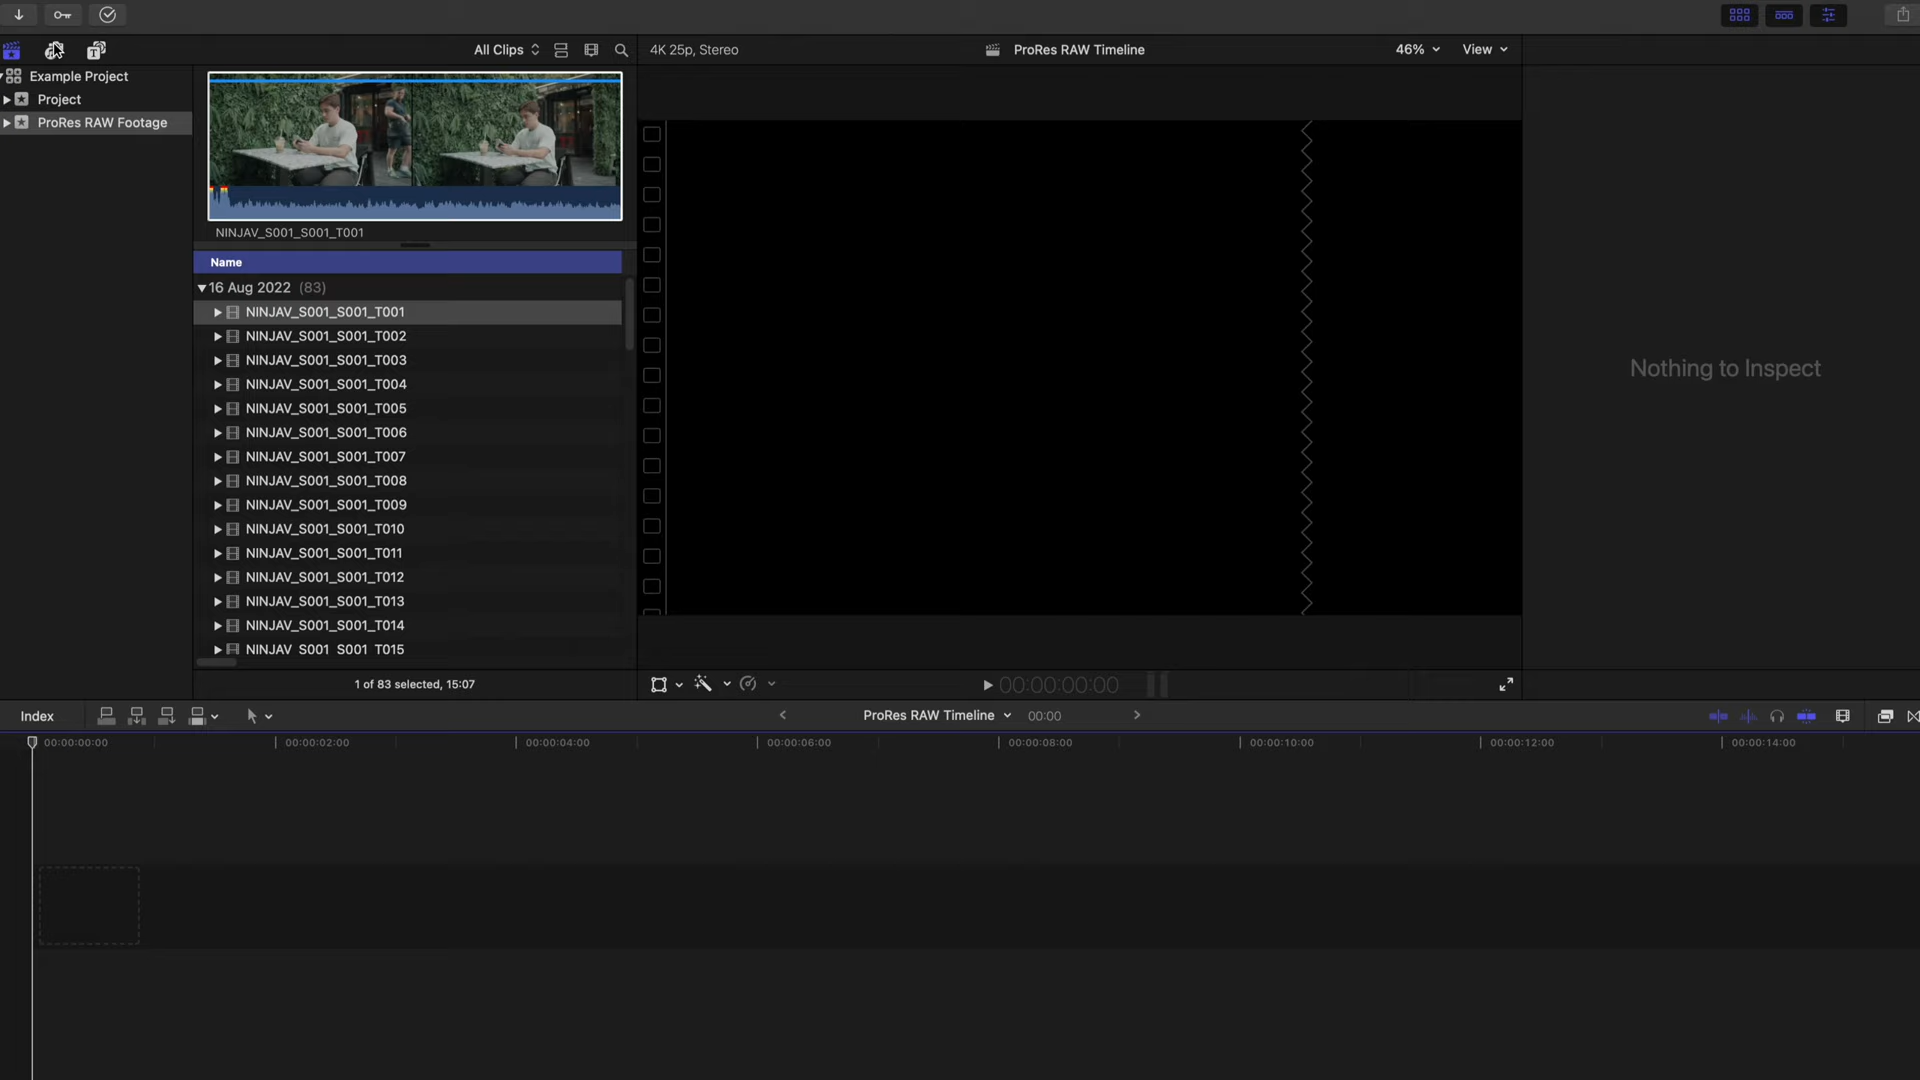 All Clips
4K 25p, Stereo
ProRes RAW Timeline
46%
View
Example Project
Project
ProRes RAW Footage
NINJAV_S001_S001_T001
Name
16 Aug 2022 (83)
NINJAV_S001_S001_T001
NINJAV_S001_S001_T002
NINJAV_S001_S001_T003
NINJAV_S001_S001_T004
NINJAV_S001_S001_T005
NINJAV_S001_S001_T006
NINJAV_S001_S001_T007
NINJAV_S001_S001_T008
NINJAV_S001_S001_T009
NINJAV_S001_S001_T010
NINJAV_S001_S001_T011
NINJAV_S001_S001_T012
NINJAV_S001_S001_T013
NINJAV_S001_S001_T014
NINJAV_S001_S001_T015
1 of 83 selected, 15:07
Nothing to Inspect
00:00:00:00
Index
ProRes RAW Timeline
00:00
00:00:00:00
00:00:02:00
00:00:04:00
00:00:06:00
00:00:08:00
00:00:10:00
00:00:12:00
00:00:14:00